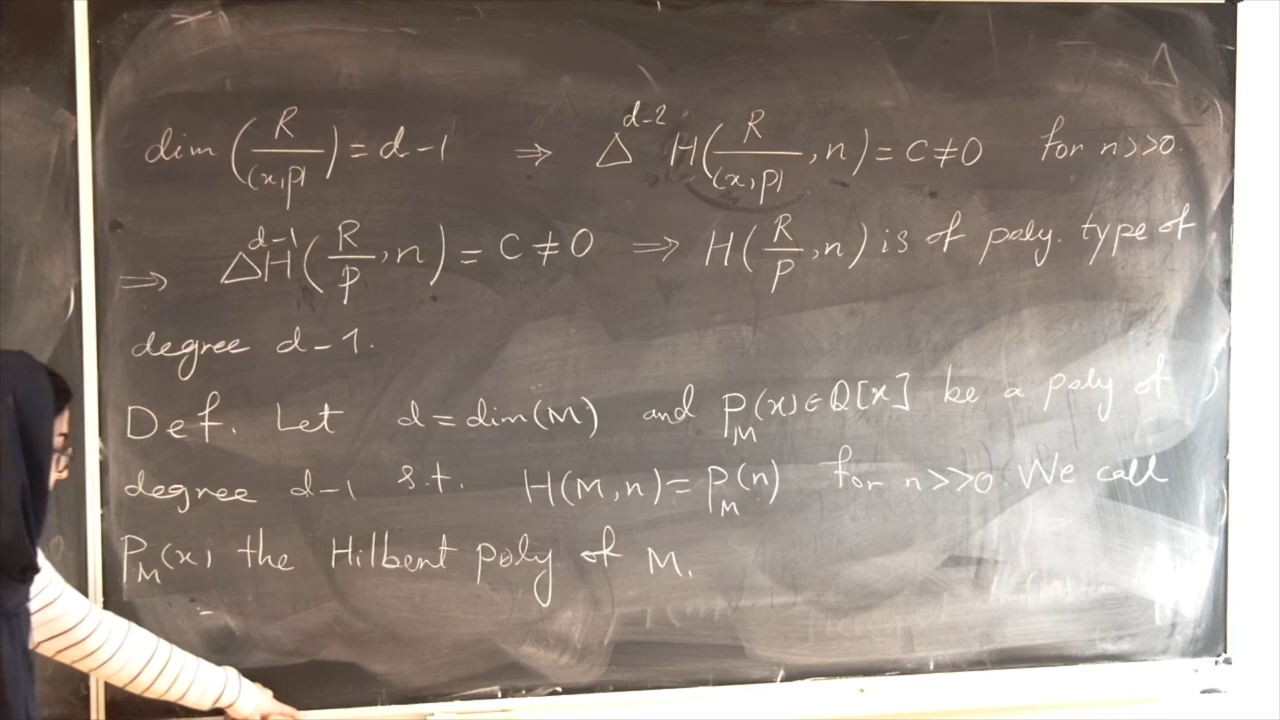 dim(R/(x,p)) = d-1 ⇒ Δ^{d-2} H(R/(x,p), n) = C ≠ 0 for n>>0.
⇒ Δ^{d-1} H(R/p, n) = C ≠ 0 ⇒ H(R/p, n) is of poly. type of
degree d-1.
Def. Let d = dim(M) and P_M(x) ∈ Q[x] be a poly of
degree d-1 s.t. H(M,n) = P_M(n) for n>>0 We call
P_M(x) the Hilbert poly of M.